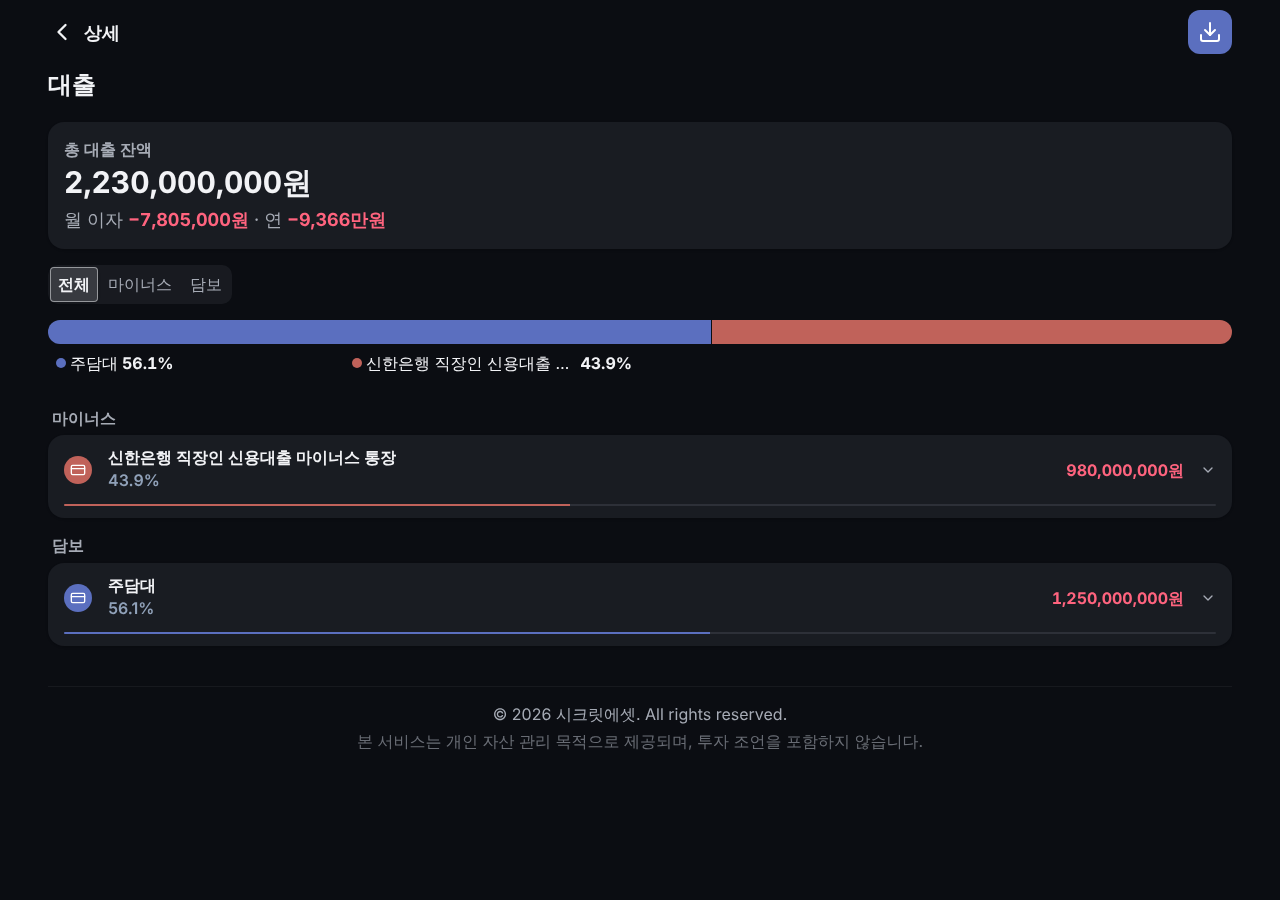 상세
대출
총 대출 잔액
2,230,000,000원
월 이자 −7,805,000원 · 연 −9,366만원
전체 마이너스 담보
주담대 56.1% 신한은행 직장인 신용대출 ... 43.9%
마이너스
신한은행 직장인 신용대출 마이너스 통장
43.9%
980,000,000원
담보
주담대
56.1%
1,250,000,000원
© 2026 시크릿에셋. All rights reserved.
본 서비스는 개인 자산 관리 목적으로 제공되며, 투자 조언을 포함하지 않습니다.